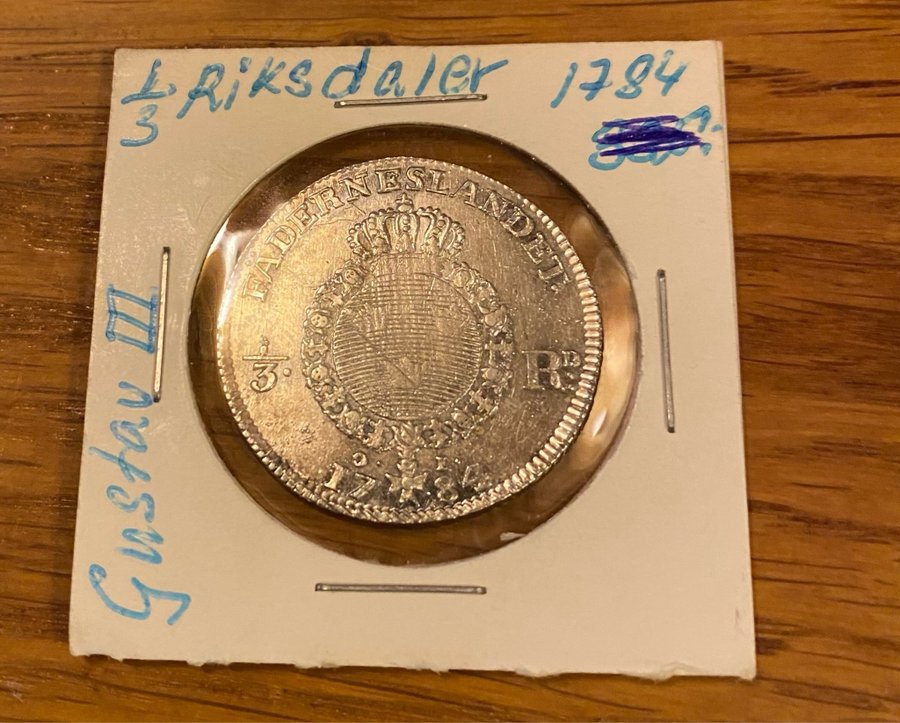 1/3 Riksdaler 1784
Gustav III
FADERNESLANDET.
1/3. RD.
O. L.
17 84